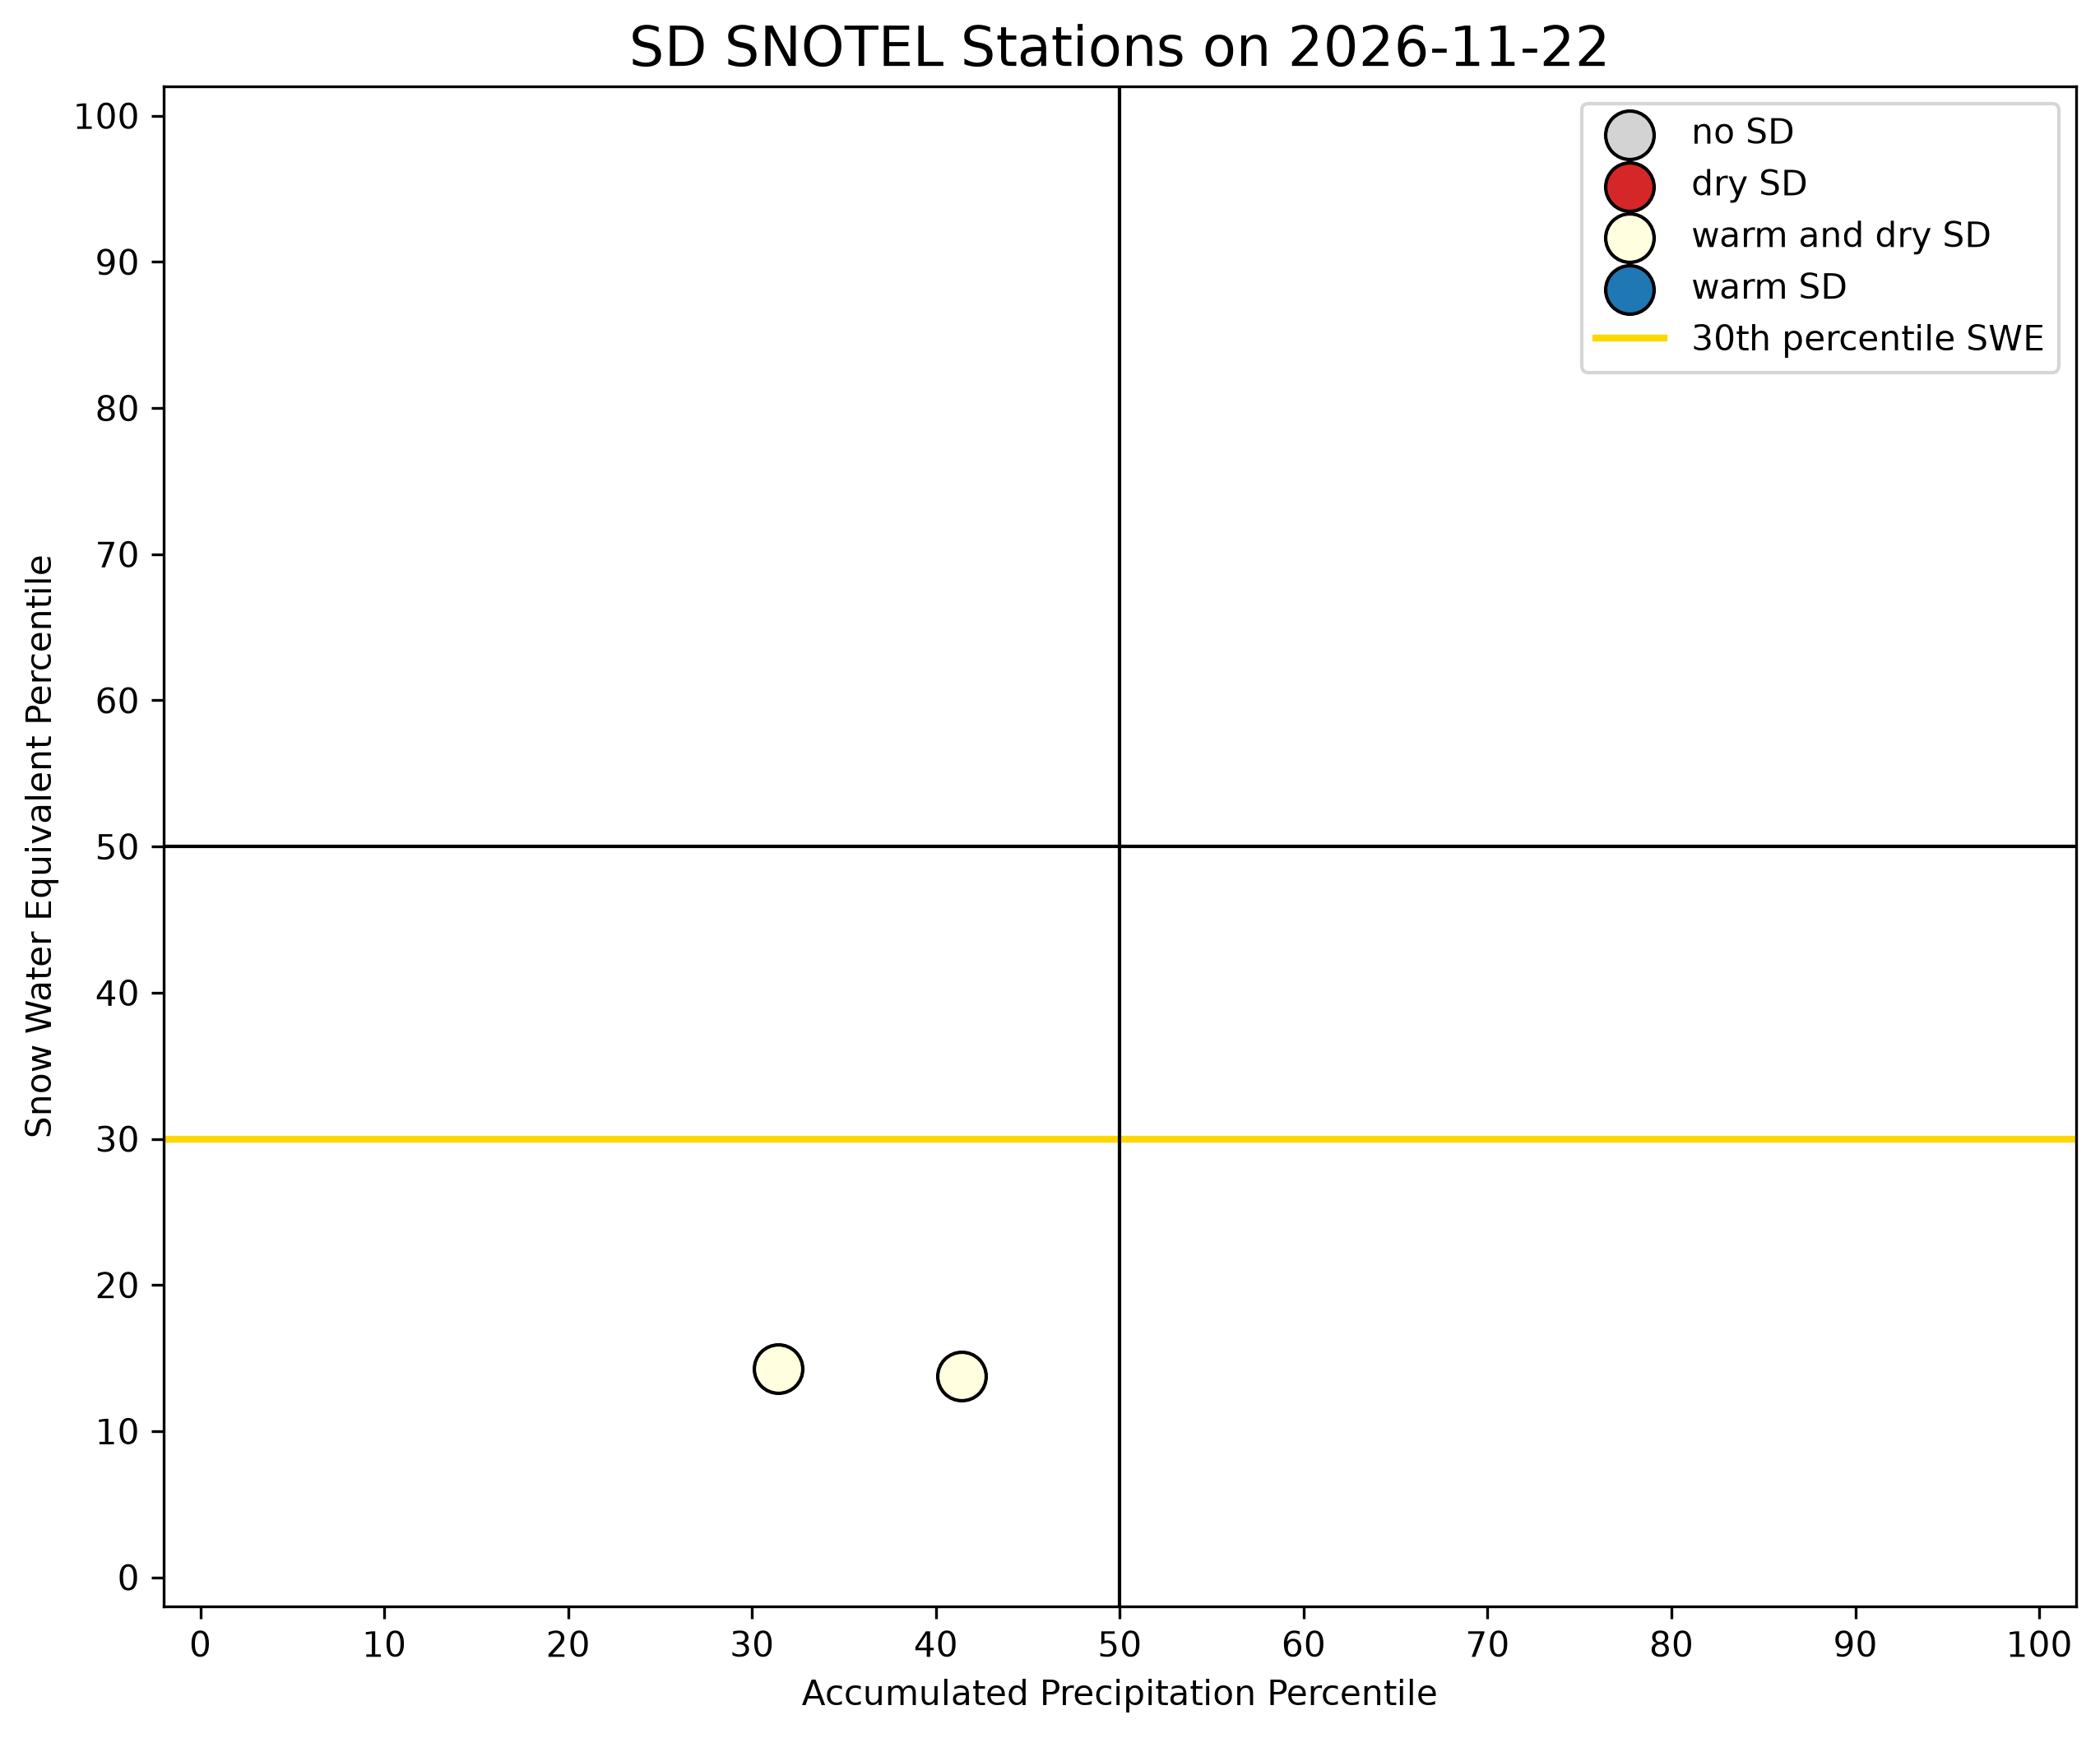 SD SNOTEL Stations on 2026-11-22
no SD
dry SD
warm and dry SD
warm SD
30th percentile SWE
Snow Water Equivalent Percentile
100
90
80
70
60
50
40
30
20
10
0
0 10 20 30 40 50 60 70 80 90 100
Accumulated Precipitation Percentile